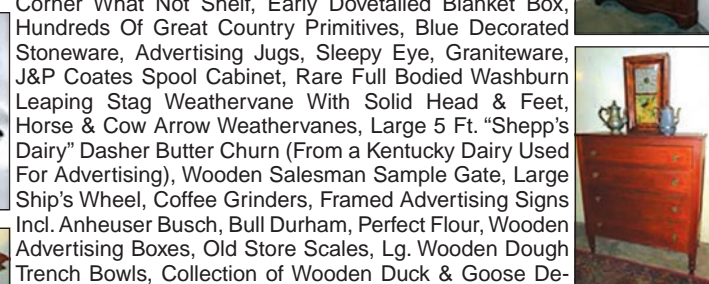 Corner What Not Shelf, Early Dovetailed Blanket Box,
Hundreds Of Great Country Primitives, Blue Decorated
Stoneware, Advertising Jugs, Sleepy Eye, Graniteware,
J&P Coates Spool Cabinet, Rare Full Bodied Washburn
Leaping Stag Weathervane With Solid Head & Feet,
Horse & Cow Arrow Weathervanes, Large 5 Ft. “Shepp’s
Dairy” Dasher Butter Churn (From a Kentucky Dairy Used
For Advertising), Wooden Salesman Sample Gate, Large
Ship’s Wheel, Coffee Grinders, Framed Advertising Signs
Incl. Anheuser Busch, Bull Durham, Perfect Flour, Wooden
Advertising Boxes, Old Store Scales, Lg. Wooden Dough
Trench Bowls, Collection of Wooden Duck & Goose De-